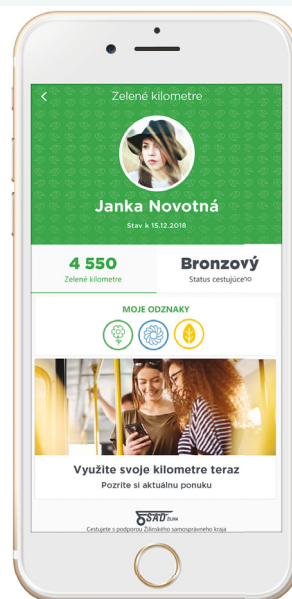 Zelené kilometre
Janka Novotná
Stav k 15.12.2018
4 550
Zelené kilometre
Bronzový
Status cestujúceho
MOJE ODZNAKY
Využite svoje kilometre teraz
Pozrite si aktuálnu ponuku
SAD ŽILINA
Cestujete s podporou Žilinského samosprávneho kraja